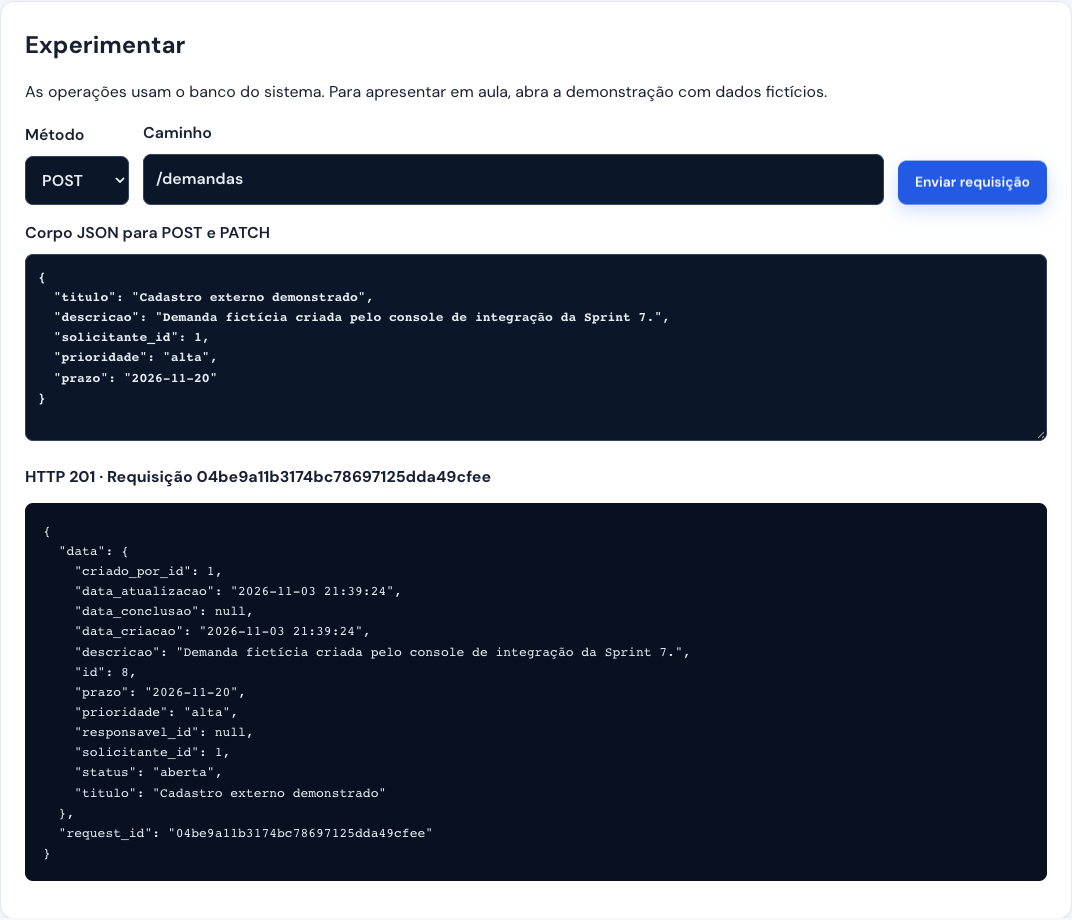 Experimentar
As operações usam o banco do sistema. Para apresentar em aula, abra a demonstração com dados fictícios.
Método
Caminho
POST
/demandas
Enviar requisição
Corpo JSON para POST e PATCH
{
  "titulo": "Cadastro externo demonstrado",
  "descricao": "Demanda fictícia criada pelo console de integração da Sprint 7.",
  "solicitante_id": 1,
  "prioridade": "alta",
  "prazo": "2026-11-20"
}
HTTP 201 · Requisição 04be9a11b3174bc78697125dda49cfee
{
  "data": {
    "criado_por_id": 1,
    "data_atualizacao": "2026-11-03 21:39:24",
    "data_conclusao": null,
    "data_criacao": "2026-11-03 21:39:24",
    "descricao": "Demanda fictícia criada pelo console de integração da Sprint 7.",
    "id": 8,
    "prazo": "2026-11-20",
    "prioridade": "alta",
    "responsavel_id": null,
    "solicitante_id": 1,
    "status": "aberta",
    "titulo": "Cadastro externo demonstrado"
  },
  "request_id": "04be9a11b3174bc78697125dda49cfee"
}